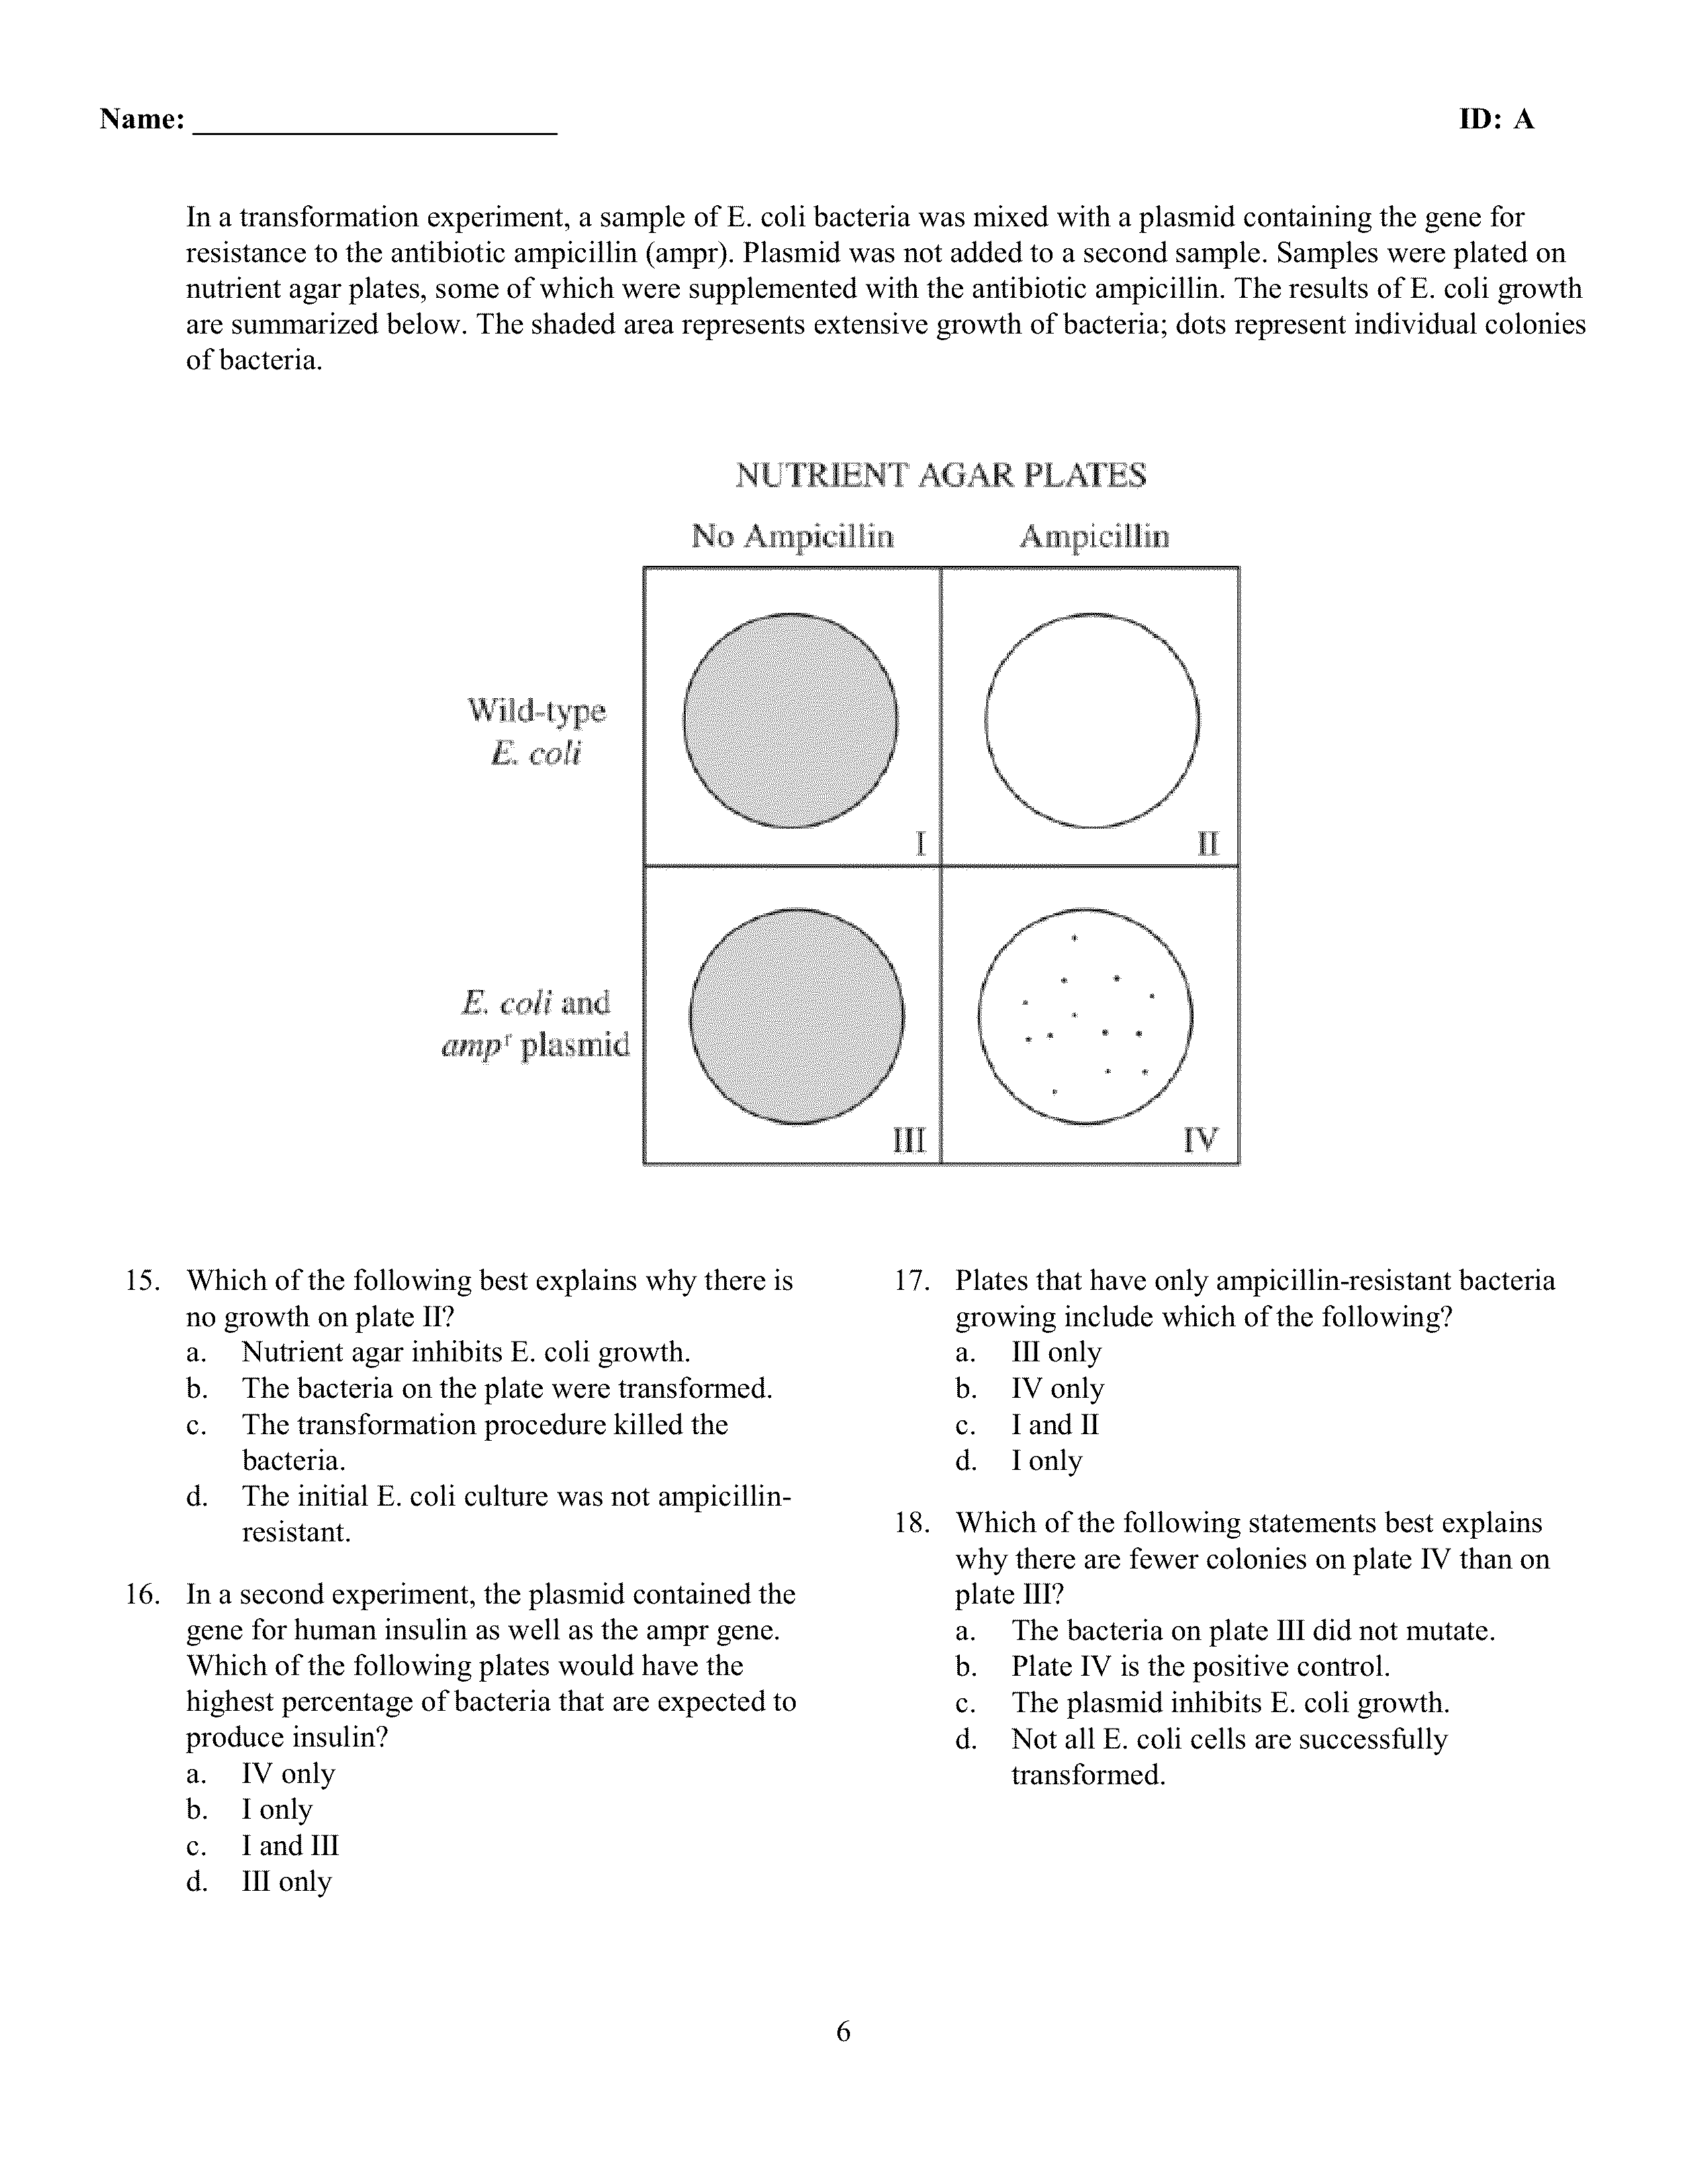 Name: ______________________ ID: A
In a transformation experiment, a sample of E. coli bacteria was mixed with a plasmid containing the gene for
resistance to the antibiotic ampicillin (ampr). Plasmid was not added to a second sample. Samples were plated on
nutrient agar plates, some of which were supplemented with the antibiotic ampicillin. The results of E. coli growth
are summarized below. The shaded area represents extensive growth of bacteria; dots represent individual colonies
of bacteria.
NUTRIENT AGAR PLATES
No Ampicillin Ampicillin
Wild-type
E. coli
I II
E. coli and
ampʳ plasmid
III IV
15. Which of the following best explains why there is
no growth on plate II?
a. Nutrient agar inhibits E. coli growth.
b. The bacteria on the plate were transformed.
c. The transformation procedure killed the
bacteria.
d. The initial E. coli culture was not ampicillin-
resistant.
16. In a second experiment, the plasmid contained the
gene for human insulin as well as the ampr gene.
Which of the following plates would have the
highest percentage of bacteria that are expected to
produce insulin?
a. IV only
b. I only
c. I and III
d. III only
17. Plates that have only ampicillin-resistant bacteria
growing include which of the following?
a. III only
b. IV only
c. I and II
d. I only
18. Which of the following statements best explains
why there are fewer colonies on plate IV than on
plate III?
a. The bacteria on plate III did not mutate.
b. Plate IV is the positive control.
c. The plasmid inhibits E. coli growth.
d. Not all E. coli cells are successfully
transformed.
6